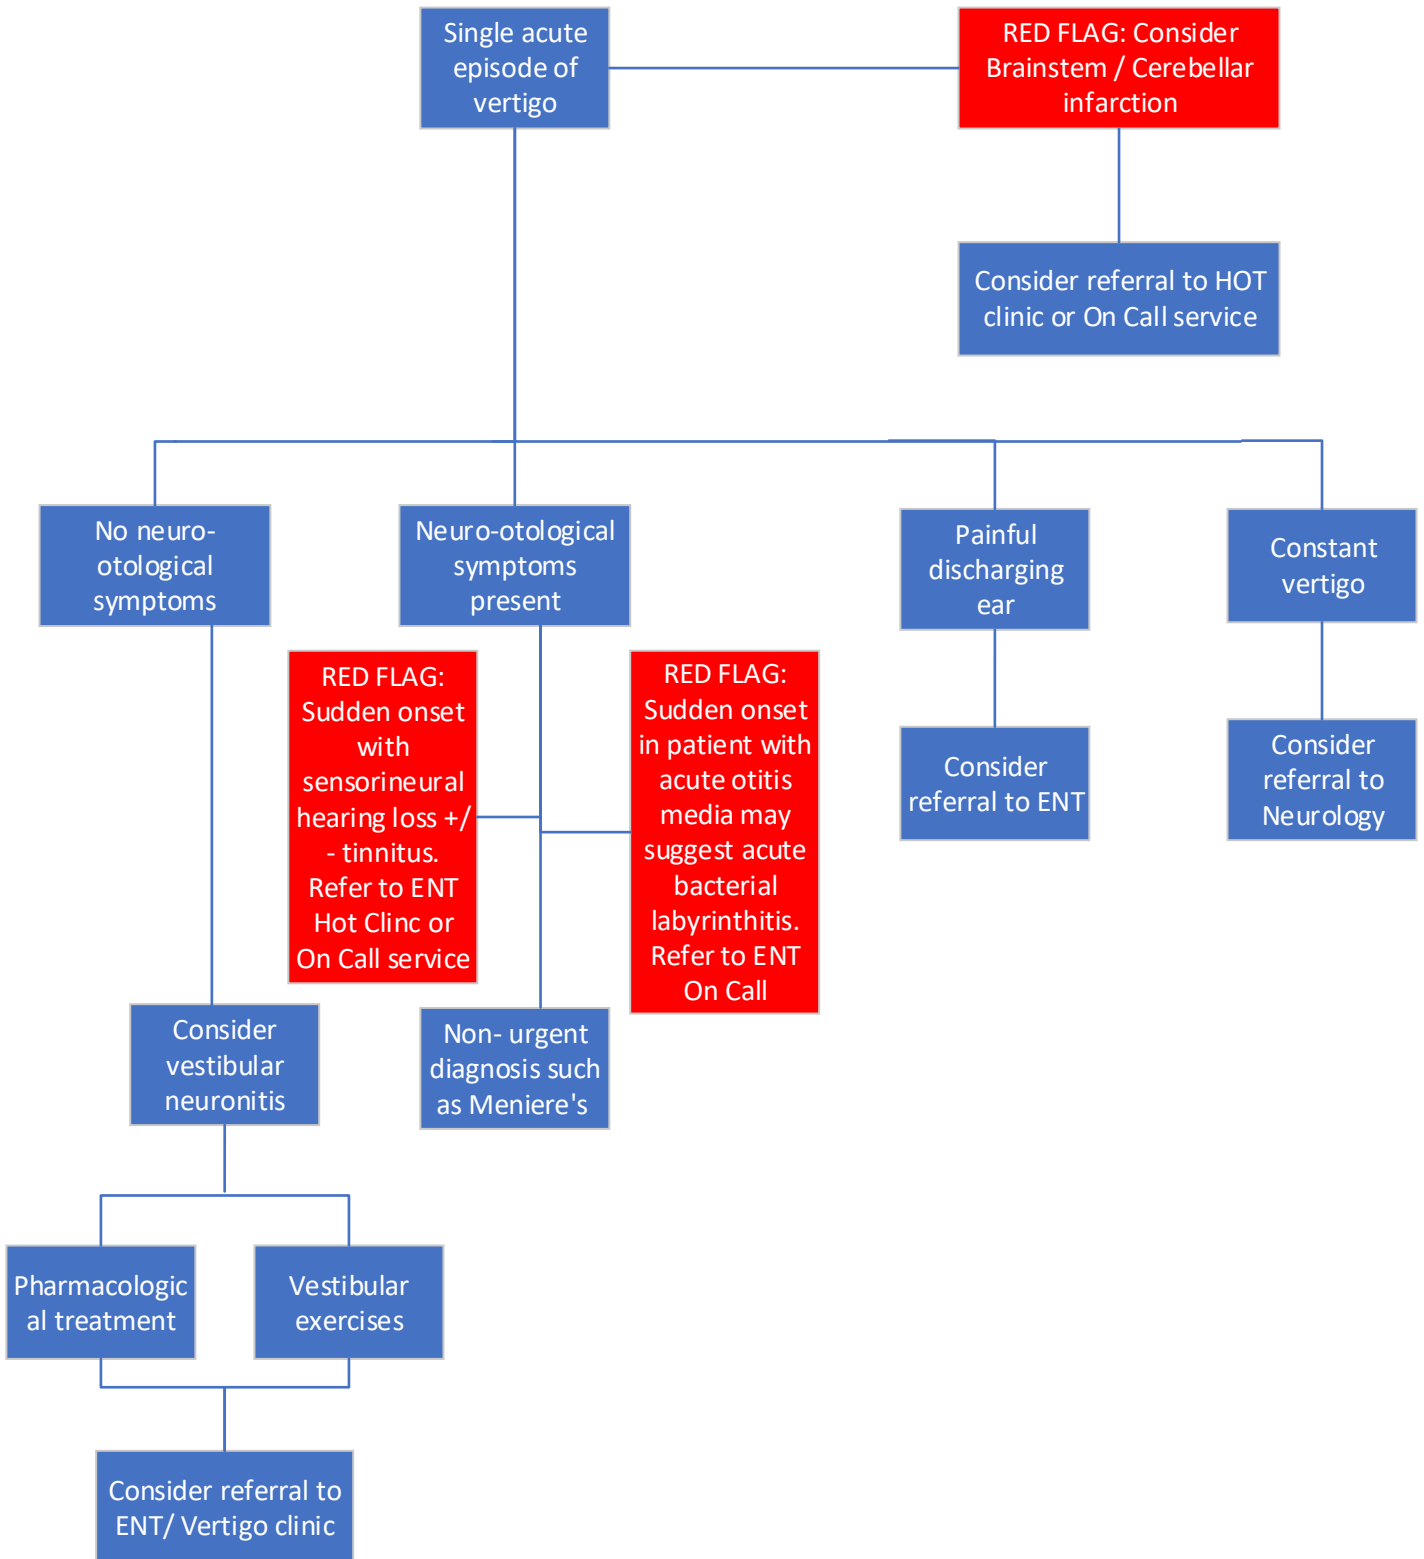 Single acute
episode of
vertigo
RED FLAG: Consider
Brainstem / Cerebellar
infarction
Consider referral to HOT
clinic or On Call service
No neuro-
otological
symptoms
Neuro-otological
symptoms
present
Painful
discharging
ear
Constant
vertigo
RED FLAG:
Sudden onset
with
sensorineural
hearing loss +/
- tinnitus.
Refer to ENT
Hot Clinc or
On Call service
RED FLAG:
Sudden onset
in patient with
acute otitis
media may
suggest acute
bacterial
labyrinthitis.
Refer to ENT
On Call
Consider
referral to ENT
Consider
referral to
Neurology
Consider
vestibular
neuronitis
Non- urgent
diagnosis such
as Meniere's
Pharmacologic
al treatment
Vestibular
exercises
Consider referral to
ENT/ Vertigo clinic